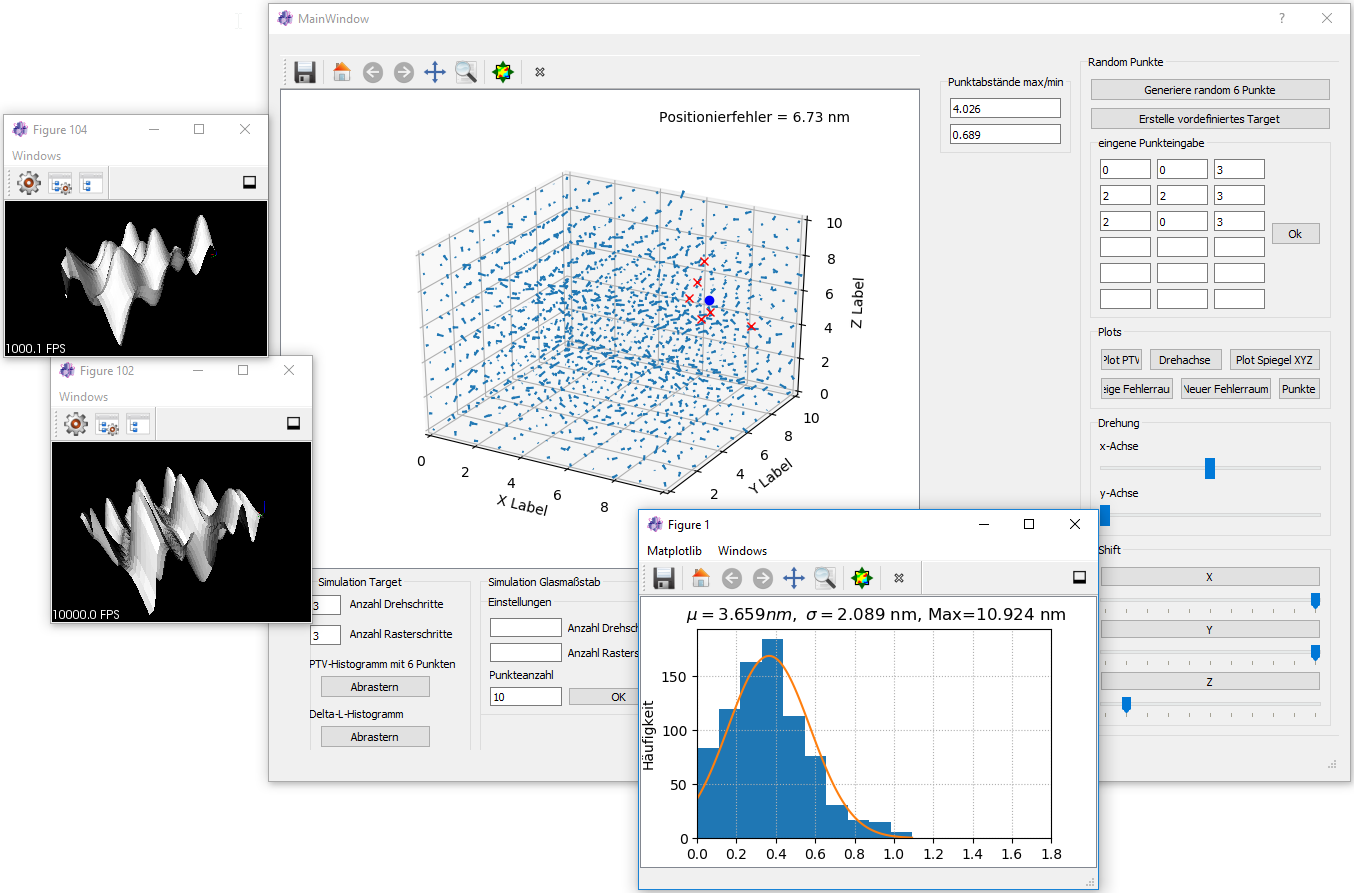 MainWindow
Positionierfehler = 6.73 nm
10
8
6
4
2
0
Z Label
0
2
4
6
8
X Label
2
4
6
8
10
Y Label
Punktabstände max/min
4.026
0.689
Random Punkte
Generiere random 6 Punkte
Erstelle vordefiniertes Target
eingene Punkteingabe
0 0 3
2 2 3
2 0 3
Ok
Plots
Plot PTV Drehachse Plot Spiegel XYZ
eige Fehlerrau Neuer Fehlerraum Punkte
Drehung
x-Achse
y-Achse
Shift
X
Y
Z
Figure 104
Windows
1000.1 FPS
Figure 102
Windows
10000.0 FPS
Simulation Target
3 Anzahl Drehschritte
3 Anzahl Rasterschritte
PTV-Histogramm mit 6 Punkten
Abrastern
Delta-L-Histogramm
Abrastern
Simulation Glasmaßstab
Einstellungen
Anzahl Drehsch
Anzahl Rasters
Punkteanzahl
10 OK
Figure 1
Matplotlib Windows
μ = 3.659nm, σ = 2.089 nm, Max=10.924 nm
Häufigkeit
150
100
50
0
0.0 0.2 0.4 0.6 0.8 1.0 1.2 1.4 1.6 1.8